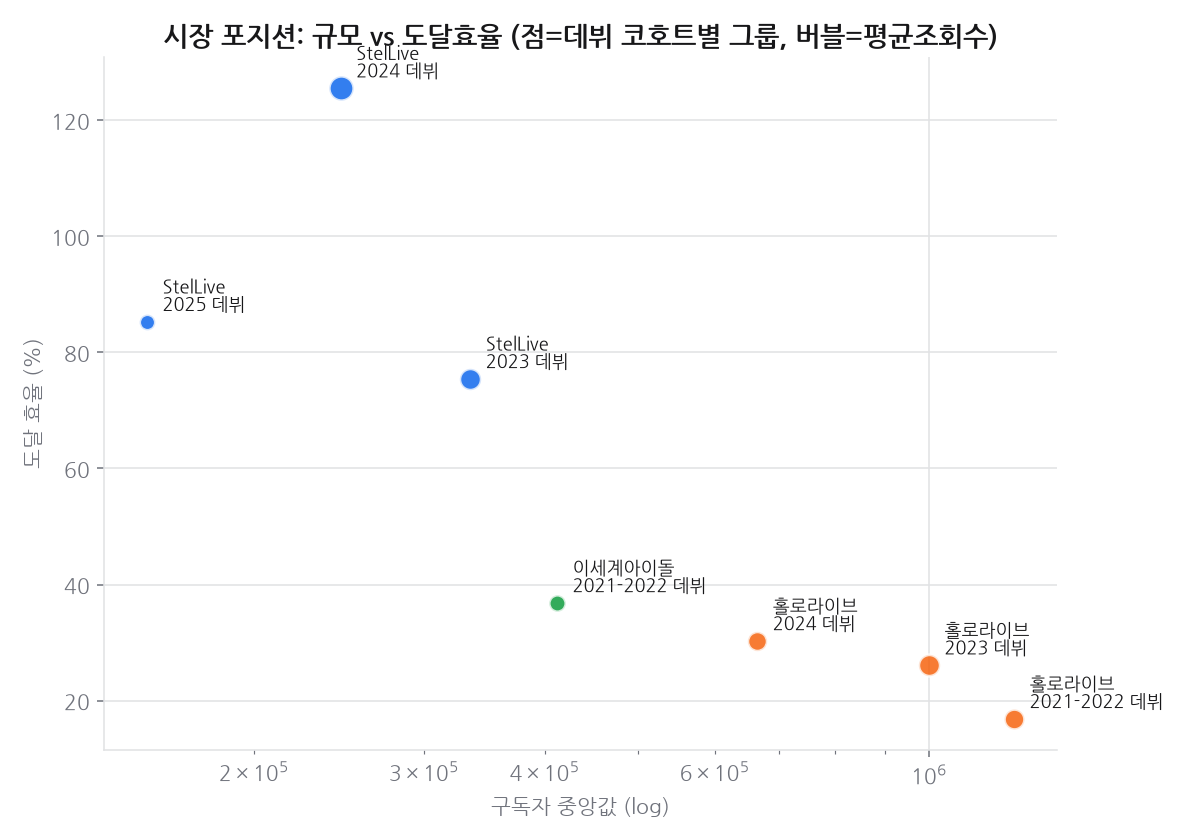 시장 포지션: 규모 vs 도달효율 (점=데뷔 코호트별 그룹, 버블=평균조회수)
StelLive
2024 데뷔
120
100
StelLive
2025 데뷔
StelLive
2023 데뷔
80
도달 효율 (%)
60
이세계아이돌
2021-2022 데뷔
40
홀로라이브
2024 데뷔
홀로라이브
2023 데뷔
홀로라이브
2021-2022 데뷔
20
2×10⁵
3×10⁵
4×10⁵
6×10⁵
10⁶
구독자 중앙값 (log)